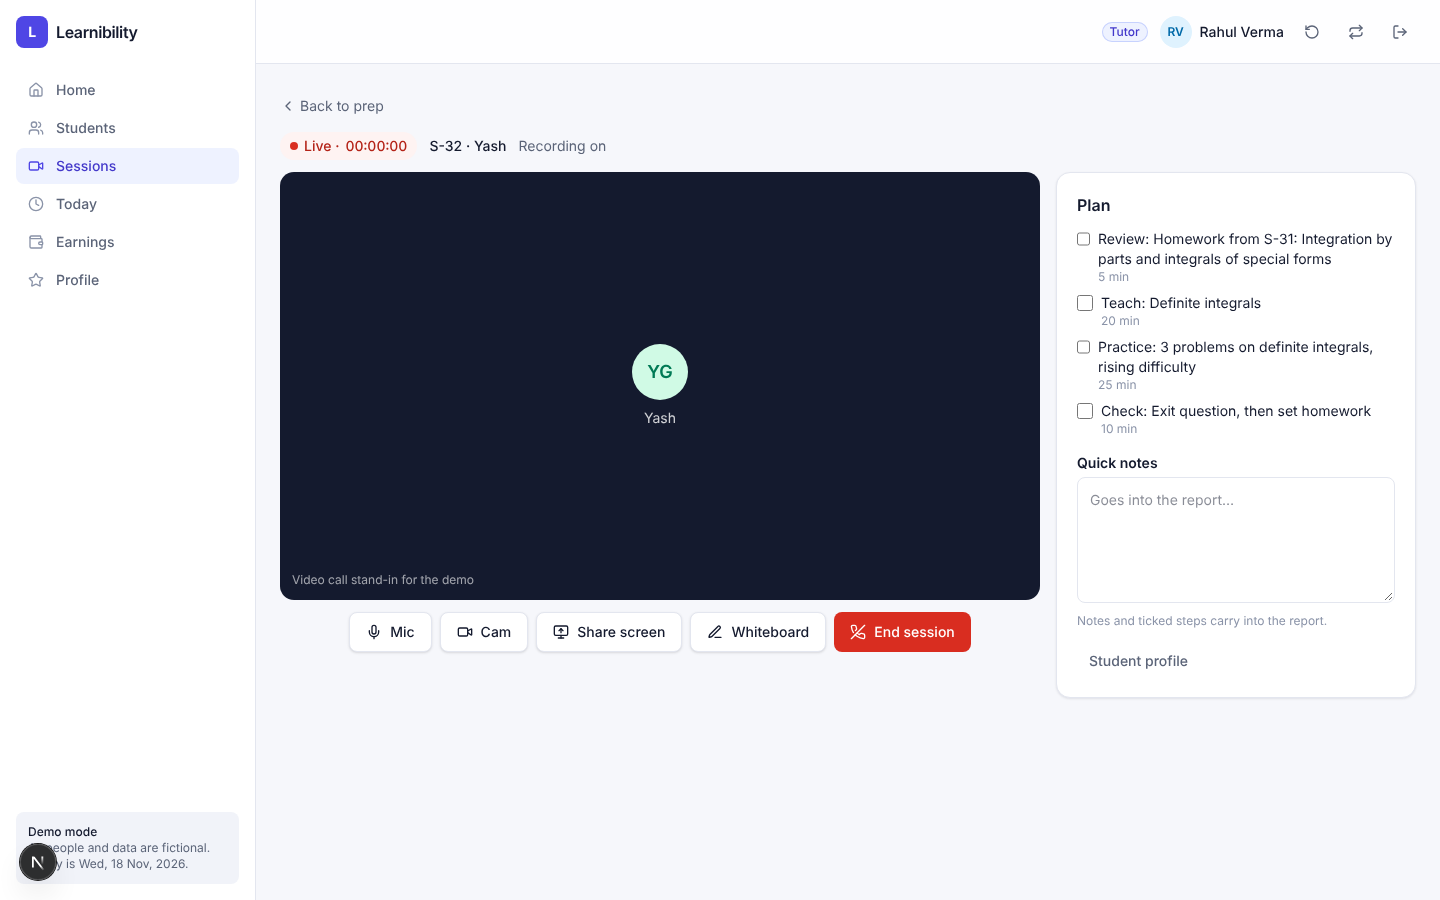 L Learnibility
Tutor RV Rahul Verma
Home
Students
Sessions
Today
Earnings
Profile
Back to prep
Live · 00:00:00 S-32 · Yash Recording on
YG
Yash
Video call stand-in for the demo
Mic Cam Share screen Whiteboard End session
Plan
Review: Homework from S-31: Integration by
parts and integrals of special forms
5 min
Teach: Definite integrals
20 min
Practice: 3 problems on definite integrals,
rising difficulty
25 min
Check: Exit question, then set homework
10 min
Quick notes
Goes into the report...
Notes and ticked steps carry into the report.
Student profile
Demo mode
people and data are fictional.
N
is Wed, 18 Nov, 2026.